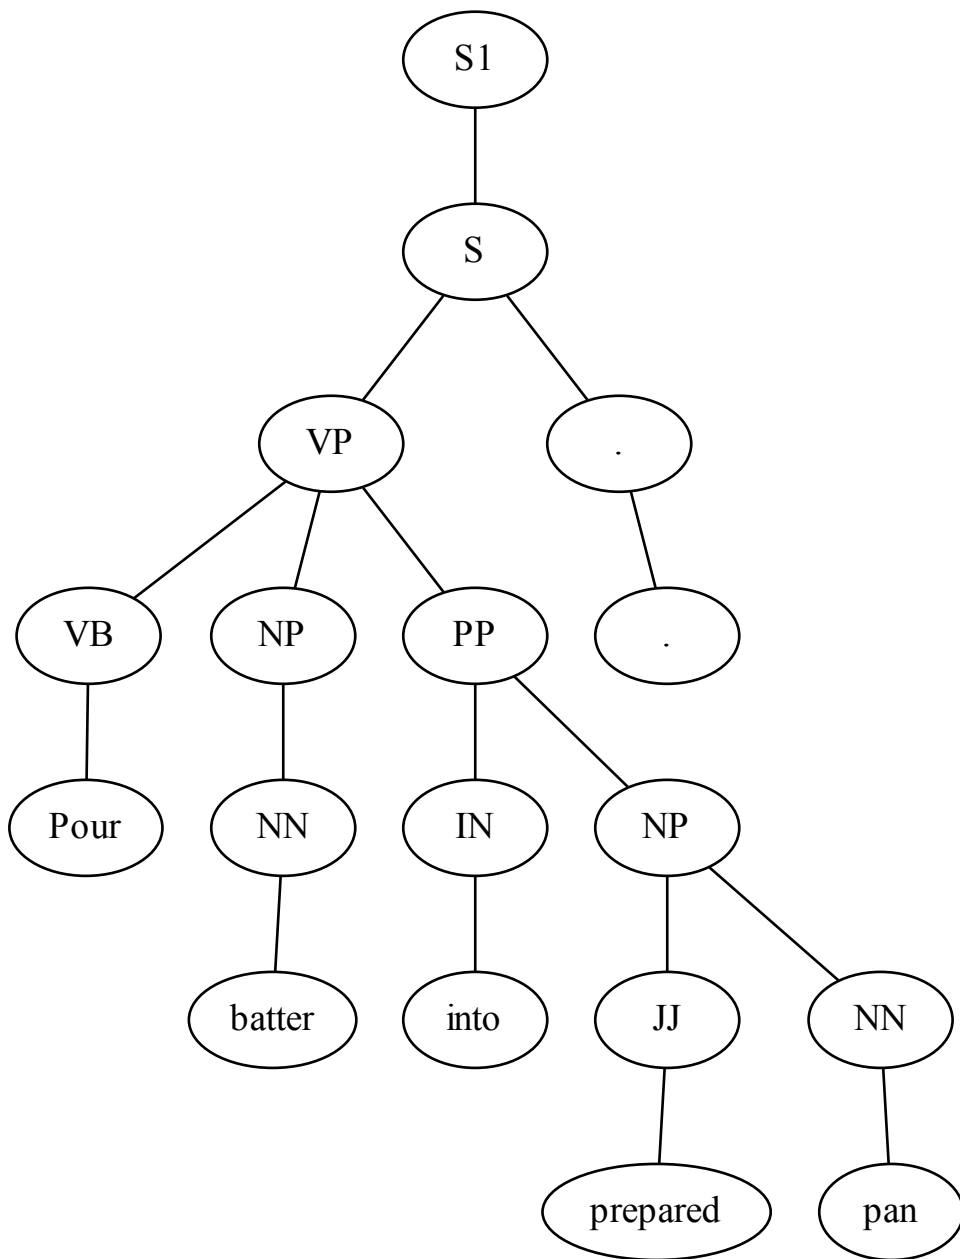 S1
S
VP .
VB NP PP .
Pour NN IN NP
batter into JJ NN
prepared pan